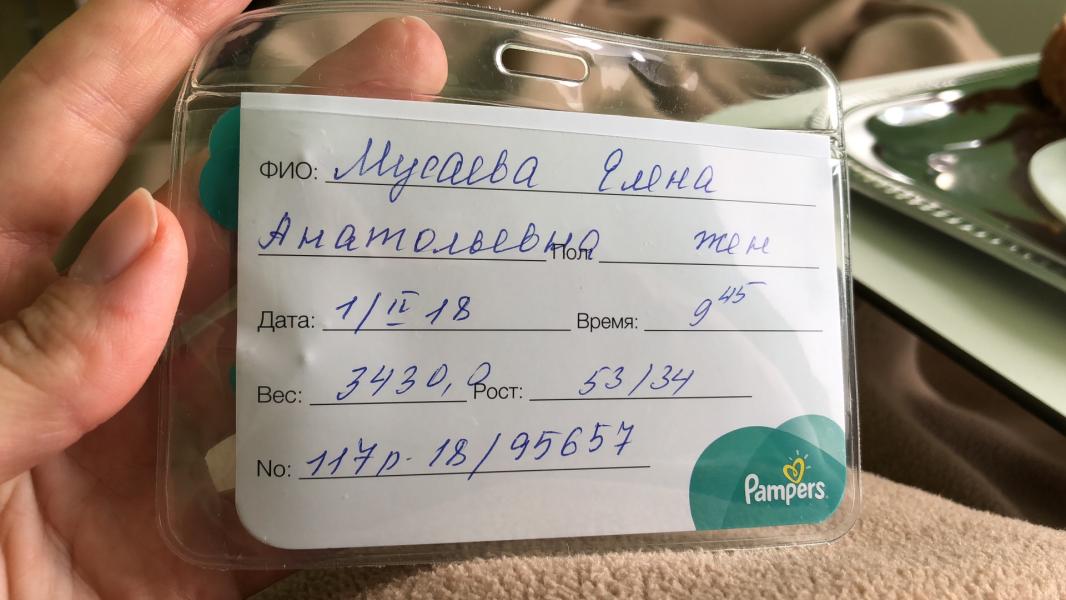 ФИО: Мусаева Елена
Анатольевна Пол: жен
Дата: 1/II 18 Время: 9 45
Вес: 3430,0 Рост: 53/34
No: 117р. 18/95657
Pampers